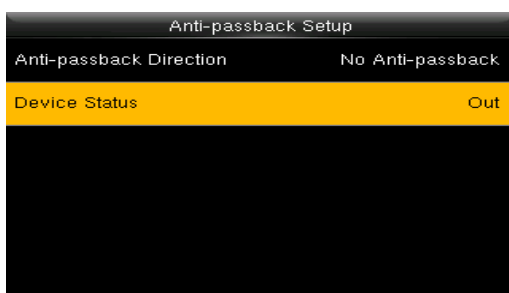 Anti-passback Setup
Anti-passback Direction No Anti-passback
Device Status Out